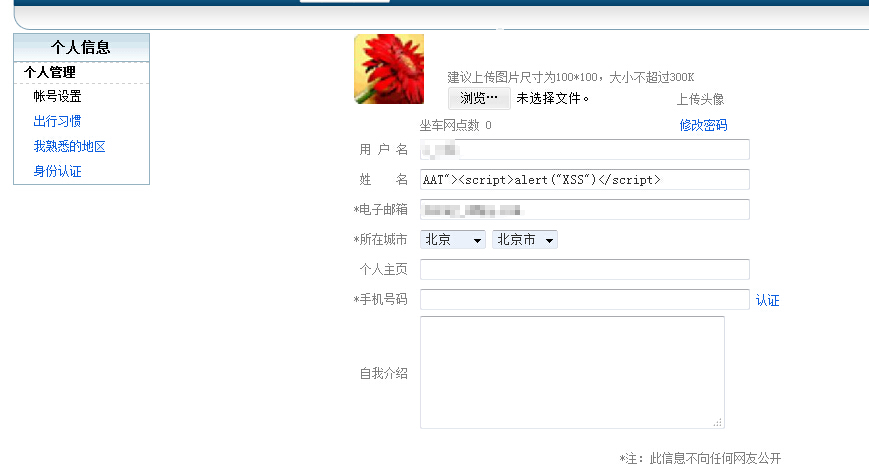 个人信息
个人管理
帐号设置
出行习惯
我熟悉的地区
身份认证
建议上传图片尺寸为100*100，大小不超过300K
浏览… 未选择文件。 上传头像
坐车网点数 0 修改密码
用 户 名
姓 名 AAT"><script>alert("XSS")</script>
*电子邮箱
*所在城市 北京 北京市
个人主页
*手机号码 认证
自我介绍
*注：此信息不向任何网友公开